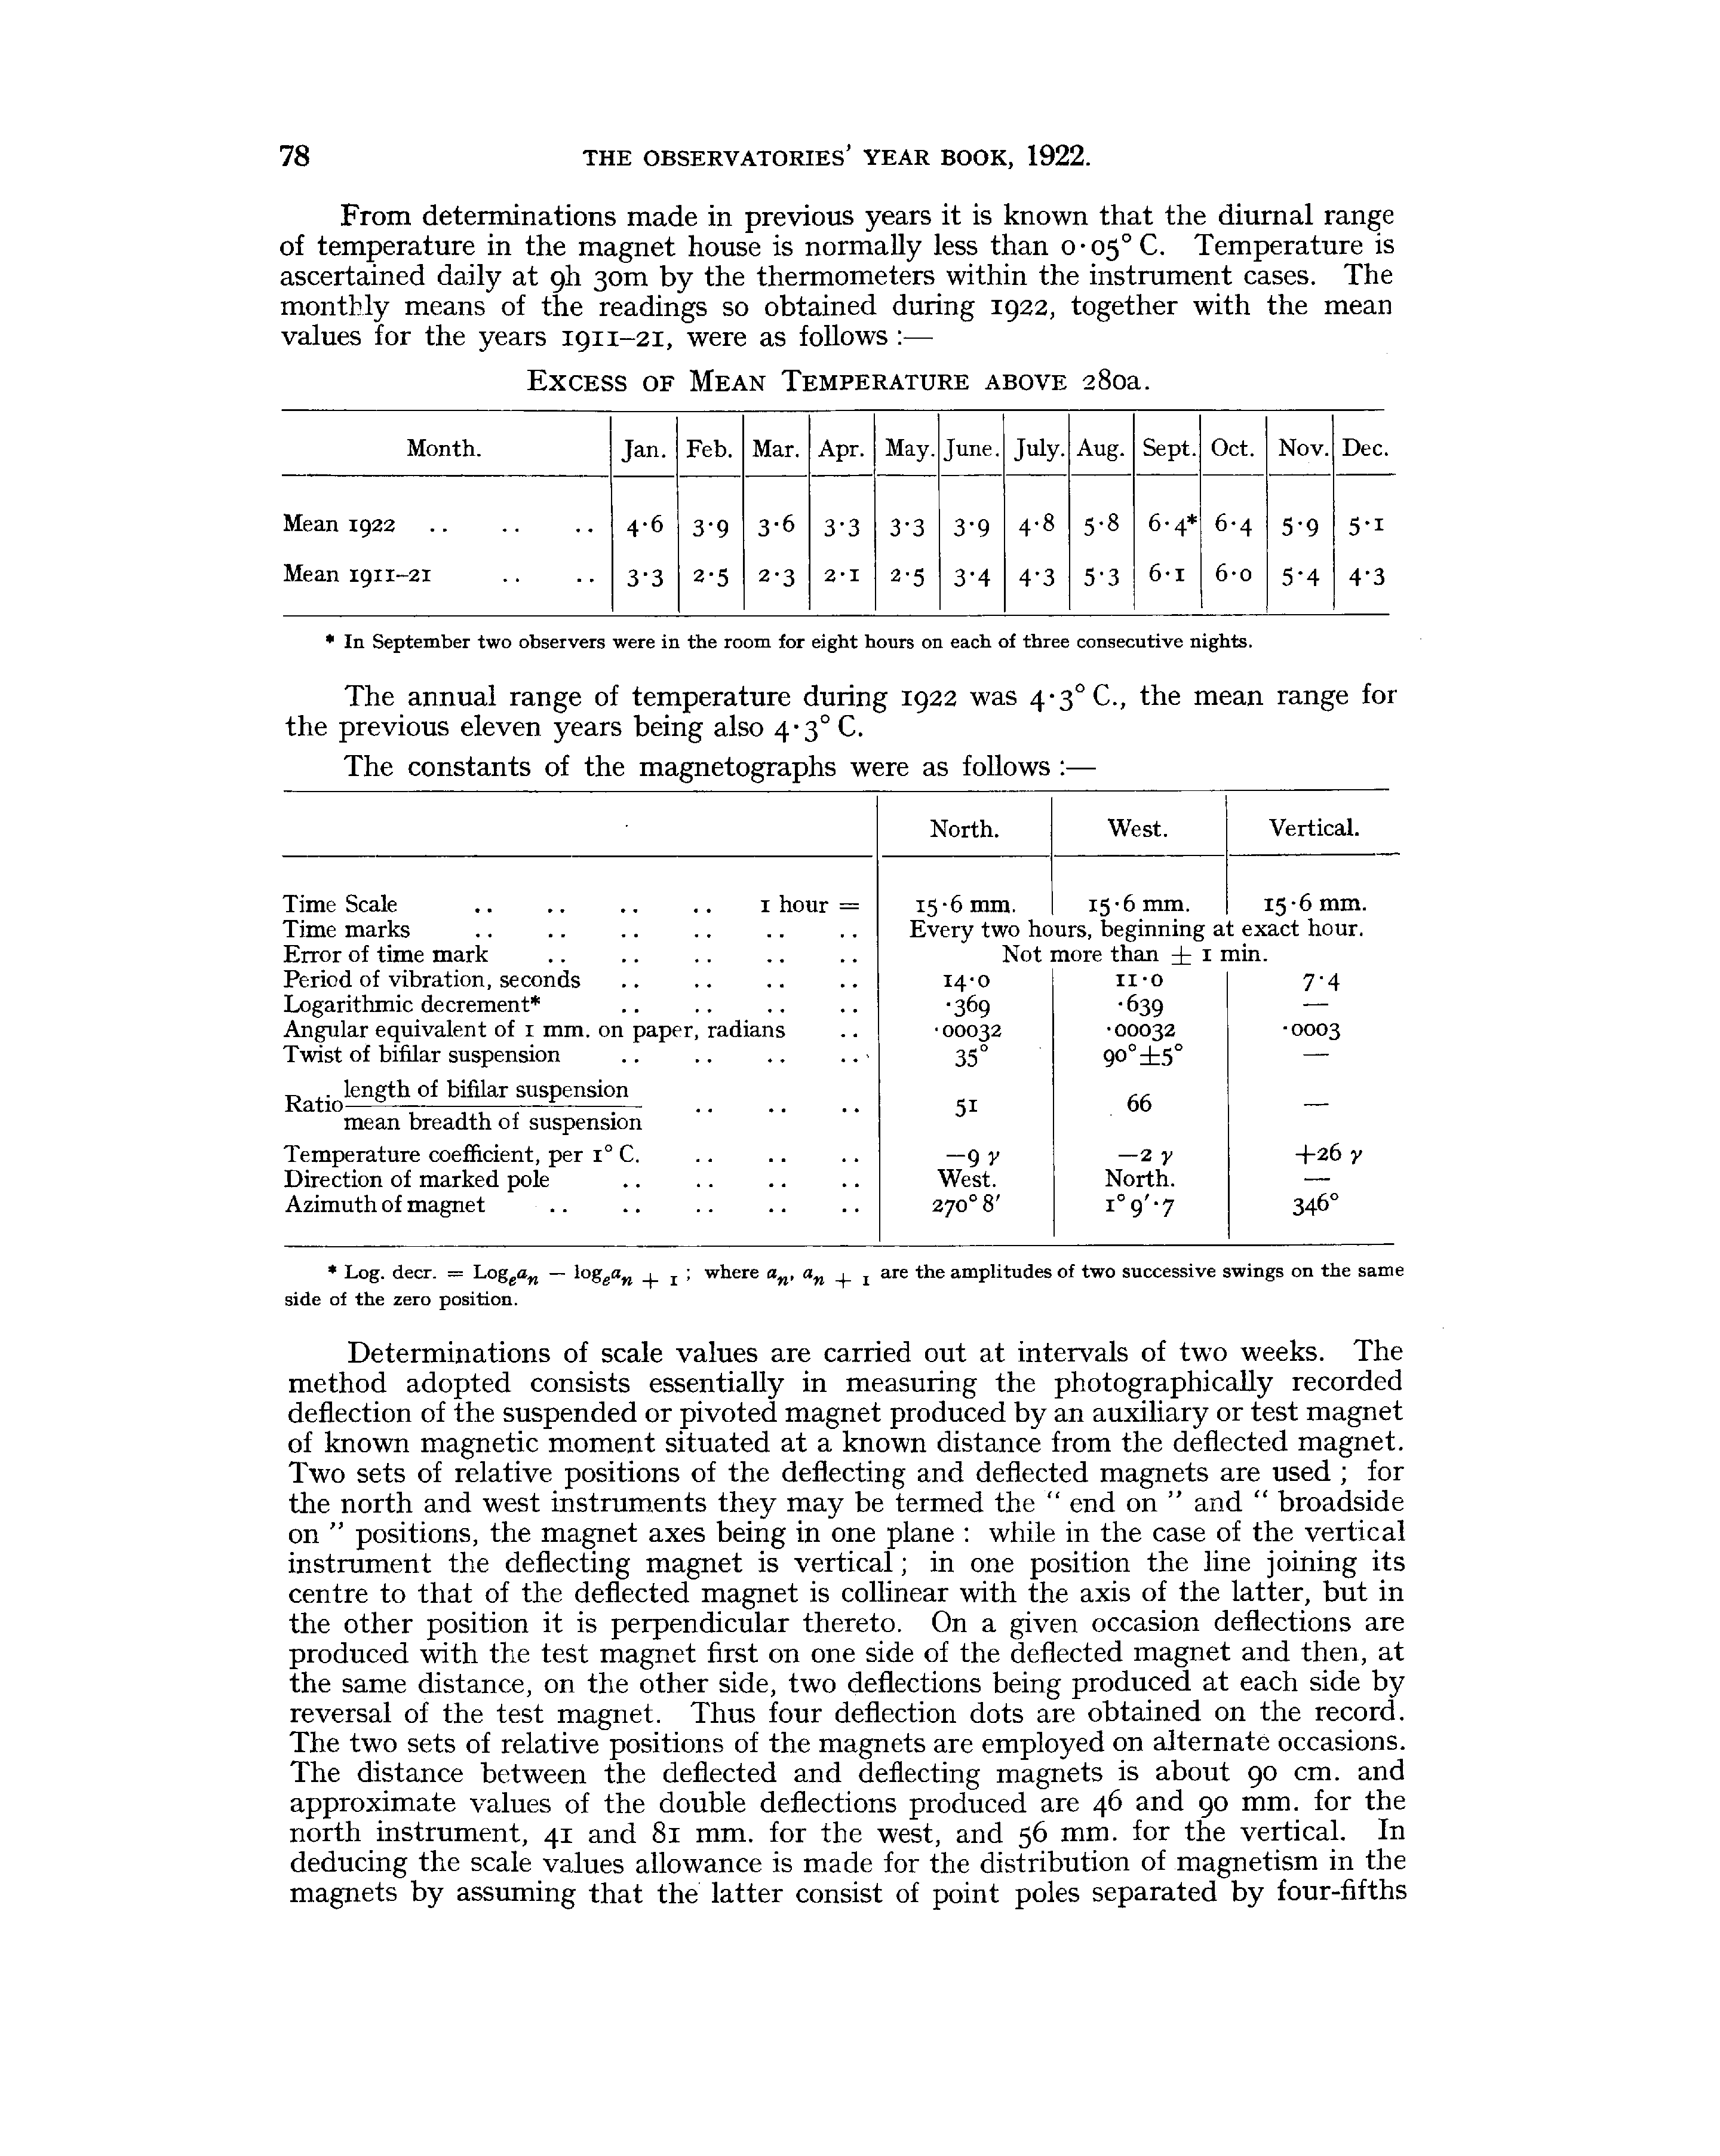 78 THE OBSERVATORIES' YEAR BOOK, 1922.
From determinations made in previous years it is known that the diurnal range
of temperature in the magnet house is normally less than 0·05° C. Temperature is
ascertained daily at 9h 30m by the thermometers within the instrument cases. The
monthly means of the readings so obtained during 1922, together with the mean
values for the years 1911–21, were as follows :—
EXCESS OF MEAN TEMPERATURE ABOVE 280a.
Month. Jan. Feb. Mar. Apr. May. June. July. Aug. Sept. Oct. Nov. Dec.
Mean 1922 .. .. .. 4·6 3·9 3·6 3·3 3·3 3·9 4·8 5·8 6·4* 6·4 5·9 5·1
Mean 1911–21 .. .. 3·3 2·5 2·3 2·1 2·5 3·4 4·3 5·3 6·1 6·0 5·4 4·3
* In September two observers were in the room for eight hours on each of three consecutive nights.
The annual range of temperature during 1922 was 4·3° C., the mean range for
the previous eleven years being also 4·3° C.
The constants of the magnetographs were as follows :—
North. West. Vertical.
Time Scale .. .. .. .. 1 hour = 15·6 mm. 15·6 mm. 15·6 mm.
Time marks .. .. .. .. .. .. Every two hours, beginning at exact hour.
Error of time mark .. .. .. .. .. Not more than ± 1 min.
Period of vibration, seconds .. .. .. .. 14·0 11·0 7·4
Logarithmic decrement* .. .. .. .. ·369 ·639 —
Angular equivalent of 1 mm. on paper, radians .. ·00032 ·00032 ·0003
Twist of bifilar suspension .. .. .. .. 35° 90°±5° —
Ratio length of bifilar suspension
mean breadth of suspension .. .. .. 51 66 —
Temperature coefficient, per 1° C. .. .. .. —9 γ —2 γ +26 γ
Direction of marked pole .. .. .. .. West. North. —
Azimuth of magnet .. .. .. .. .. 270° 8′ 1° 9′·7 346°
* Log. decr. = Logₑaₙ — logₑaₙ + 1 ; where aₙ, aₙ + 1 are the amplitudes of two successive swings on the same
side of the zero position.
Determinations of scale values are carried out at intervals of two weeks. The
method adopted consists essentially in measuring the photographically recorded
deflection of the suspended or pivoted magnet produced by an auxiliary or test magnet
of known magnetic moment situated at a known distance from the deflected magnet.
Two sets of relative positions of the deflecting and deflected magnets are used ; for
the north and west instruments they may be termed the “ end on ” and “ broadside
on ” positions, the magnet axes being in one plane : while in the case of the vertical
instrument the deflecting magnet is vertical ; in one position the line joining its
centre to that of the deflected magnet is collinear with the axis of the latter, but in
the other position it is perpendicular thereto. On a given occasion deflections are
produced with the test magnet first on one side of the deflected magnet and then, at
the same distance, on the other side, two deflections being produced at each side by
reversal of the test magnet. Thus four deflection dots are obtained on the record.
The two sets of relative positions of the magnets are employed on alternate occasions.
The distance between the deflected and deflecting magnets is about 90 cm. and
approximate values of the double deflections produced are 46 and 90 mm. for the
north instrument, 41 and 81 mm. for the west, and 56 mm. for the vertical. In
deducing the scale values allowance is made for the distribution of magnetism in the
magnets by assuming that the latter consist of point poles separated by four-fifths